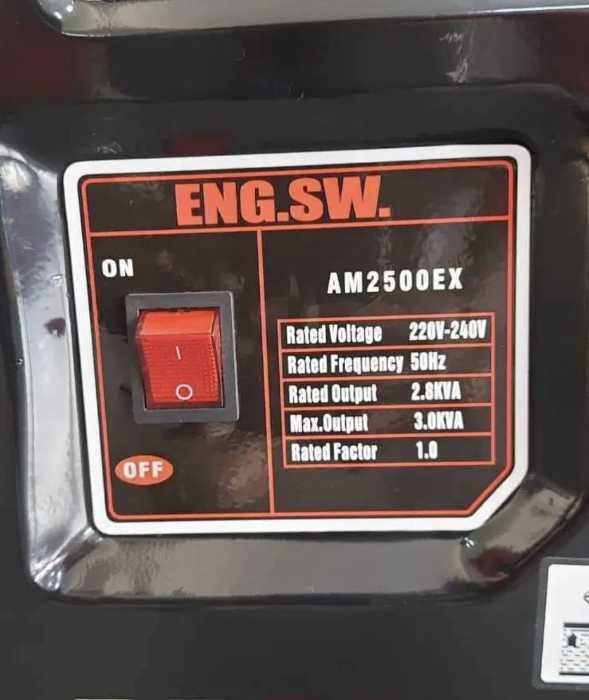 ENG.SW.
ON
I
O
OFF
AM2500EX
Rated Voltage 220V-240V
Rated Frequency 50Hz
Rated Output 2.8KVA
Max.Output 3.0KVA
Rated Factor 1.0